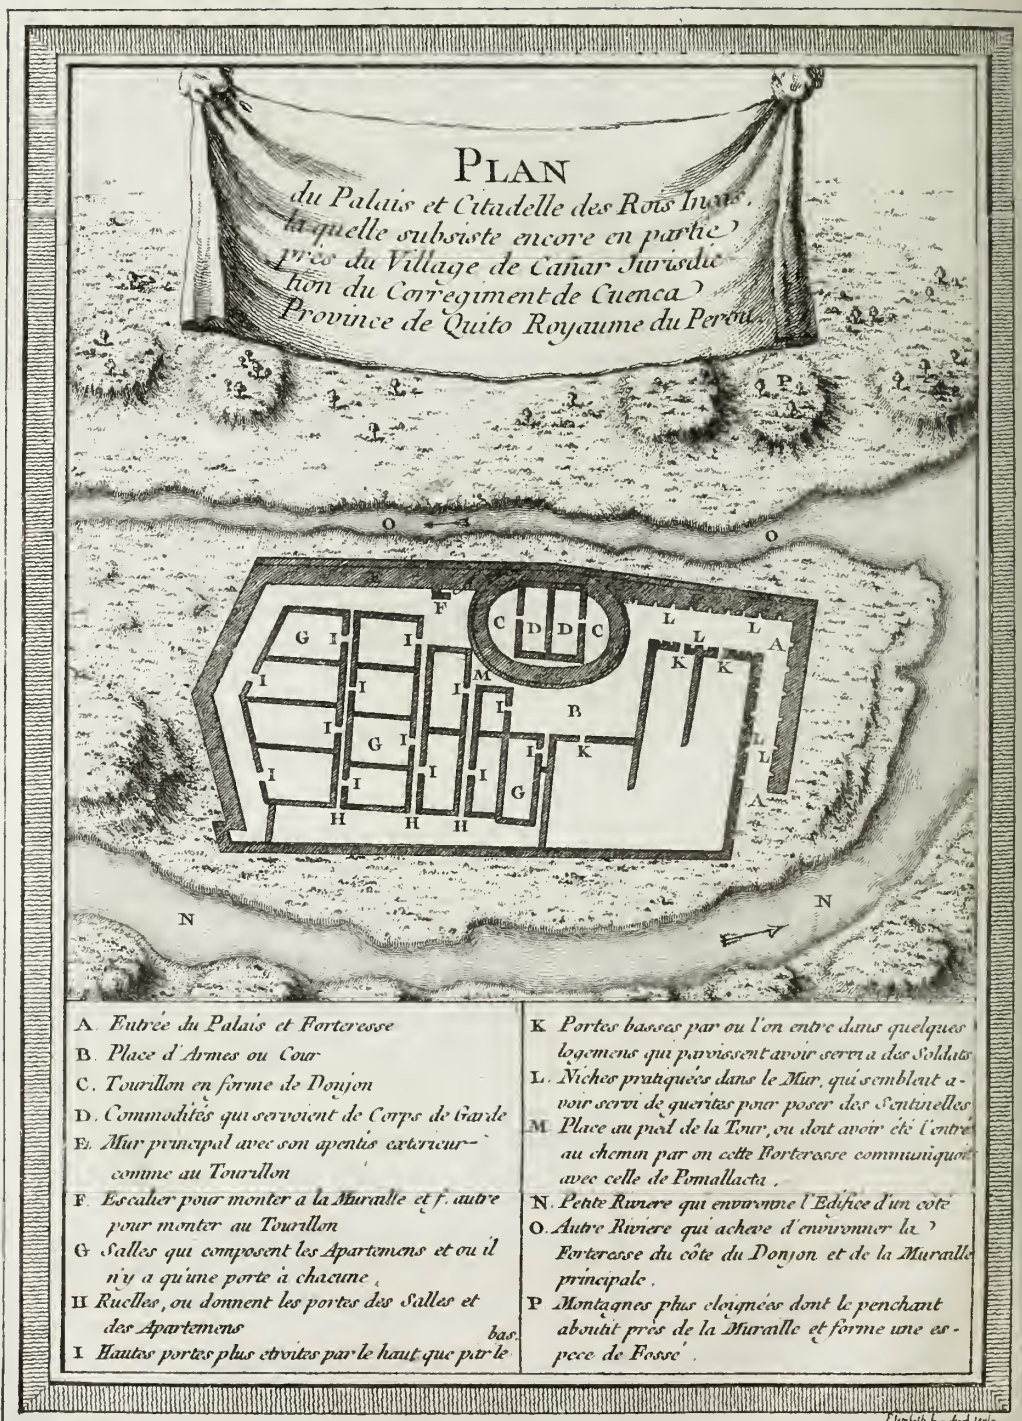 PLAN
du Palais et Citadelle des Rois Incas,
la quelle subsiste encore en partie
près du Village de Cañar Jurisdic
tion du Corregiment de Cuenca
Province de Quito Royaume du Perou.
P
O
O
E
f
F
C
D
D
C
L
L
L
A
K
K
G
I
I
I
I
I
I
M
I
B
K
G
I
I
I
I
I
I
G
L
L
A
H
H
H
N
N
A. Entrée du Palais et Forteresse
B. Place d'Armes ou Cour
C. Tourillon en forme de Donjon
D. Commodités qui servoient de Corps de Garde
E. Mur principal avec son apentis exterieur
comme au Tourillon
F. Escalier pour monter a la Muraille et f. autre
pour monter au Tourillon
G Salles qui composent les Apartemens et ou il
n'y a qu'une porte à chacune.
H Ruelles, ou donnent les portes des Salles et
des Apartemens
I Hautes portes plus etroites par le haut que par le
bas.
K Portes basses par ou l'on entre dans quelques
logemens qui paroissent avoir servi a des Soldats
L. Niches pratiquées dans le Mur, qui semblent a-
voir servi de guerites pour poser des Sentinelles
M Place au pied de la Tour, ou doit avoir été l'entré
au chemin par ou cette Forteresse communiquoit
avec celle de Pomallacta.
N. Petite Riviere qui environne l'Edifice d'un côté
O. Autre Riviere qui acheve d'environner la
Forteresse du côte du Donjon et de la Muraille
principale.
P Montagnes plus eloignées dont le penchant
aboutit près de la Muraille et forme une es-
pece de Fossé.